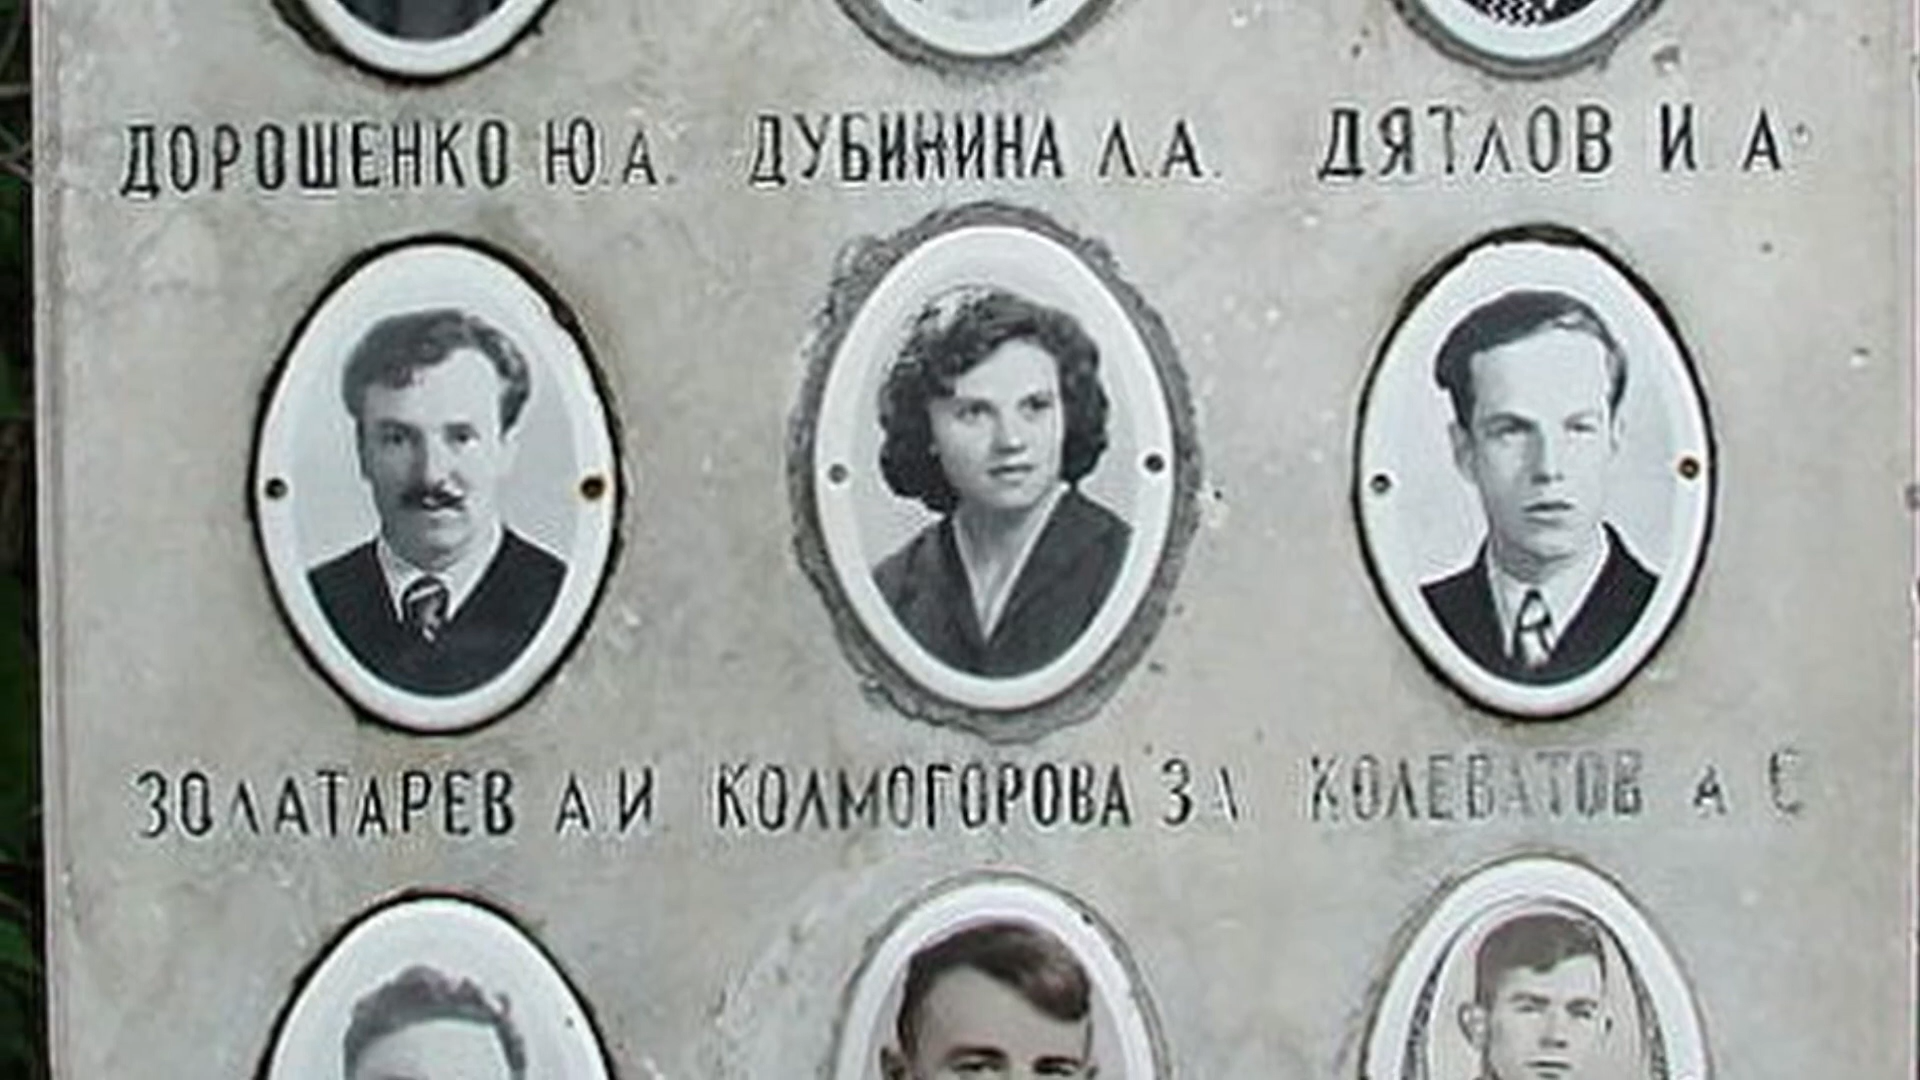 ДОРОШЕНКО Ю.А. ДУБИНИНА Л.А. ДЯТЛОВ И А.
ЗОЛАТАРЕВ А.И. КОЛМОГОРОВА З А КОЛЕВАТОВ А С